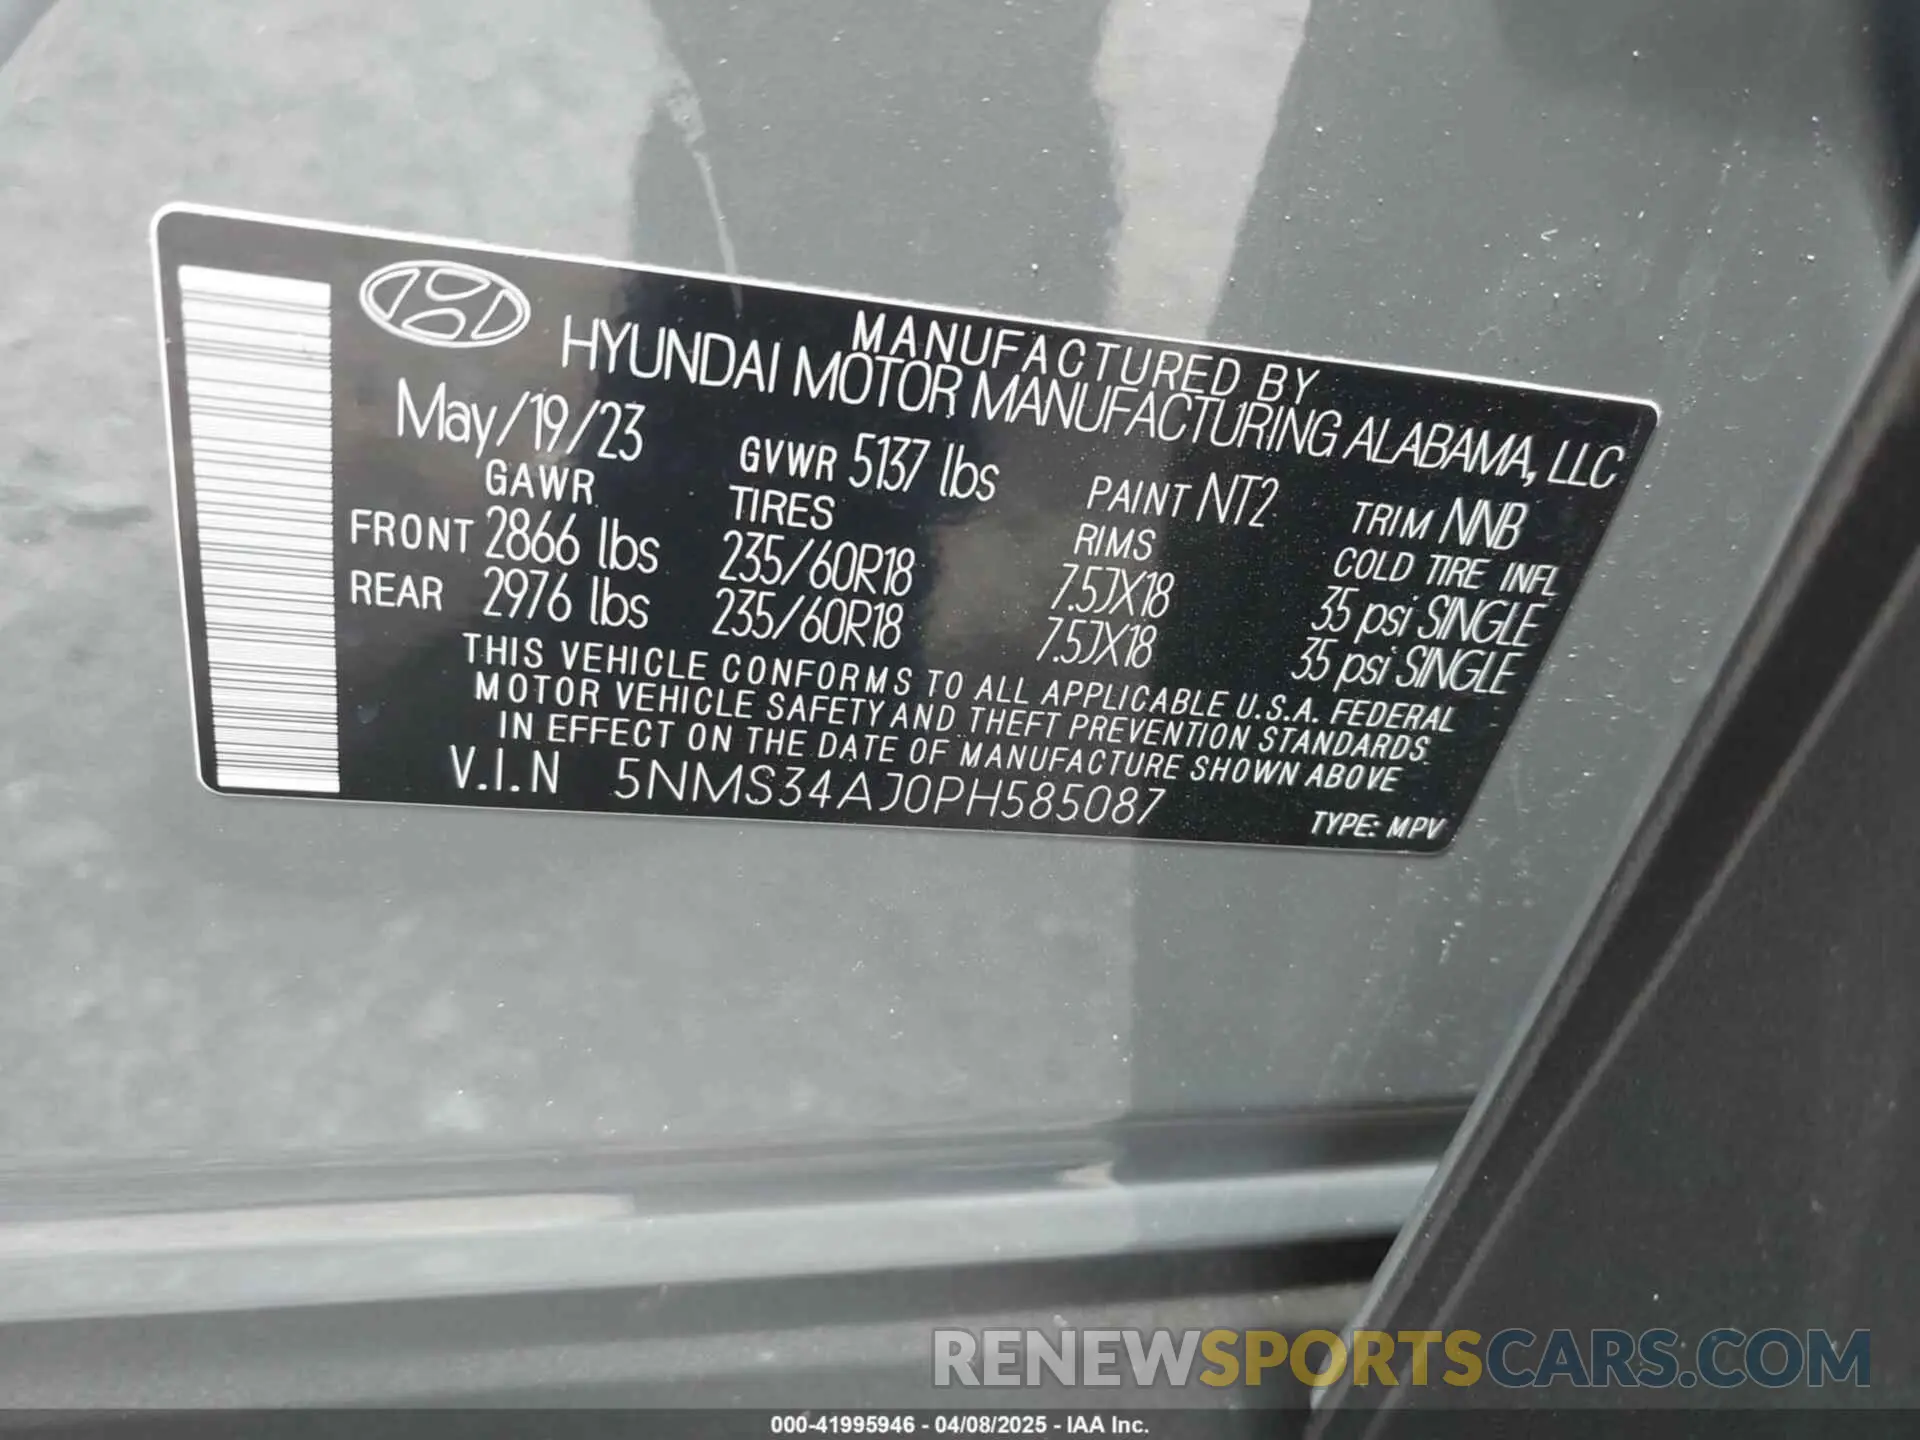 MANUFACTURED BY
HYUNDAI MOTOR MANUFACTURING ALABAMA, LLC
May/19/23 GVWR 5137 lbs PAINT NT2 TRIM NNB
GAWR TIRES RIMS COLD TIRE INFL
FRONT 2866 lbs 235/60R18 7.5JX18 35 psi SINGLE
REAR 2976 lbs 235/60R18 7.5JX18 35 psi SINGLE
THIS VEHICLE CONFORMS TO ALL APPLICABLE U.S.A. FEDERAL
MOTOR VEHICLE SAFETY AND THEFT PREVENTION STANDARDS
IN EFFECT ON THE DATE OF MANUFACTURE SHOWN ABOVE
V.I.N 5NMS34AJ0PH585087
TYPE: MPV
RENEWSPORTSCARS.COM
000-41995946 - 04/08/2025 - IAA Inc.